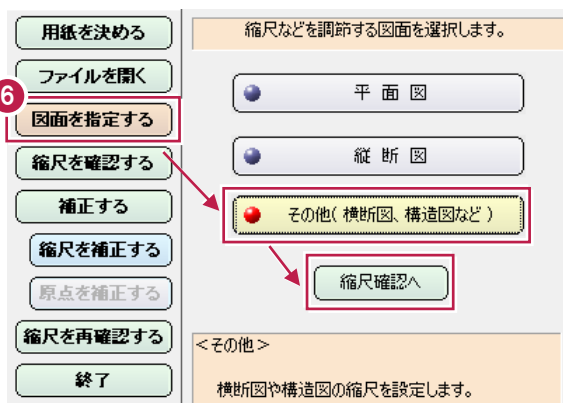 用紙を決める
ファイルを開く
6
図面を指定する
縮尺を確認する
補正する
縮尺を補正する
原点を補正する
縮尺を再確認する
終了
縮尺などを調節する図面を選択します。
平 面 図
縦 断 図
その他( 横断図、構造図など )
縮尺確認へ
<その他>
横断図や構造図の縮尺を設定します。